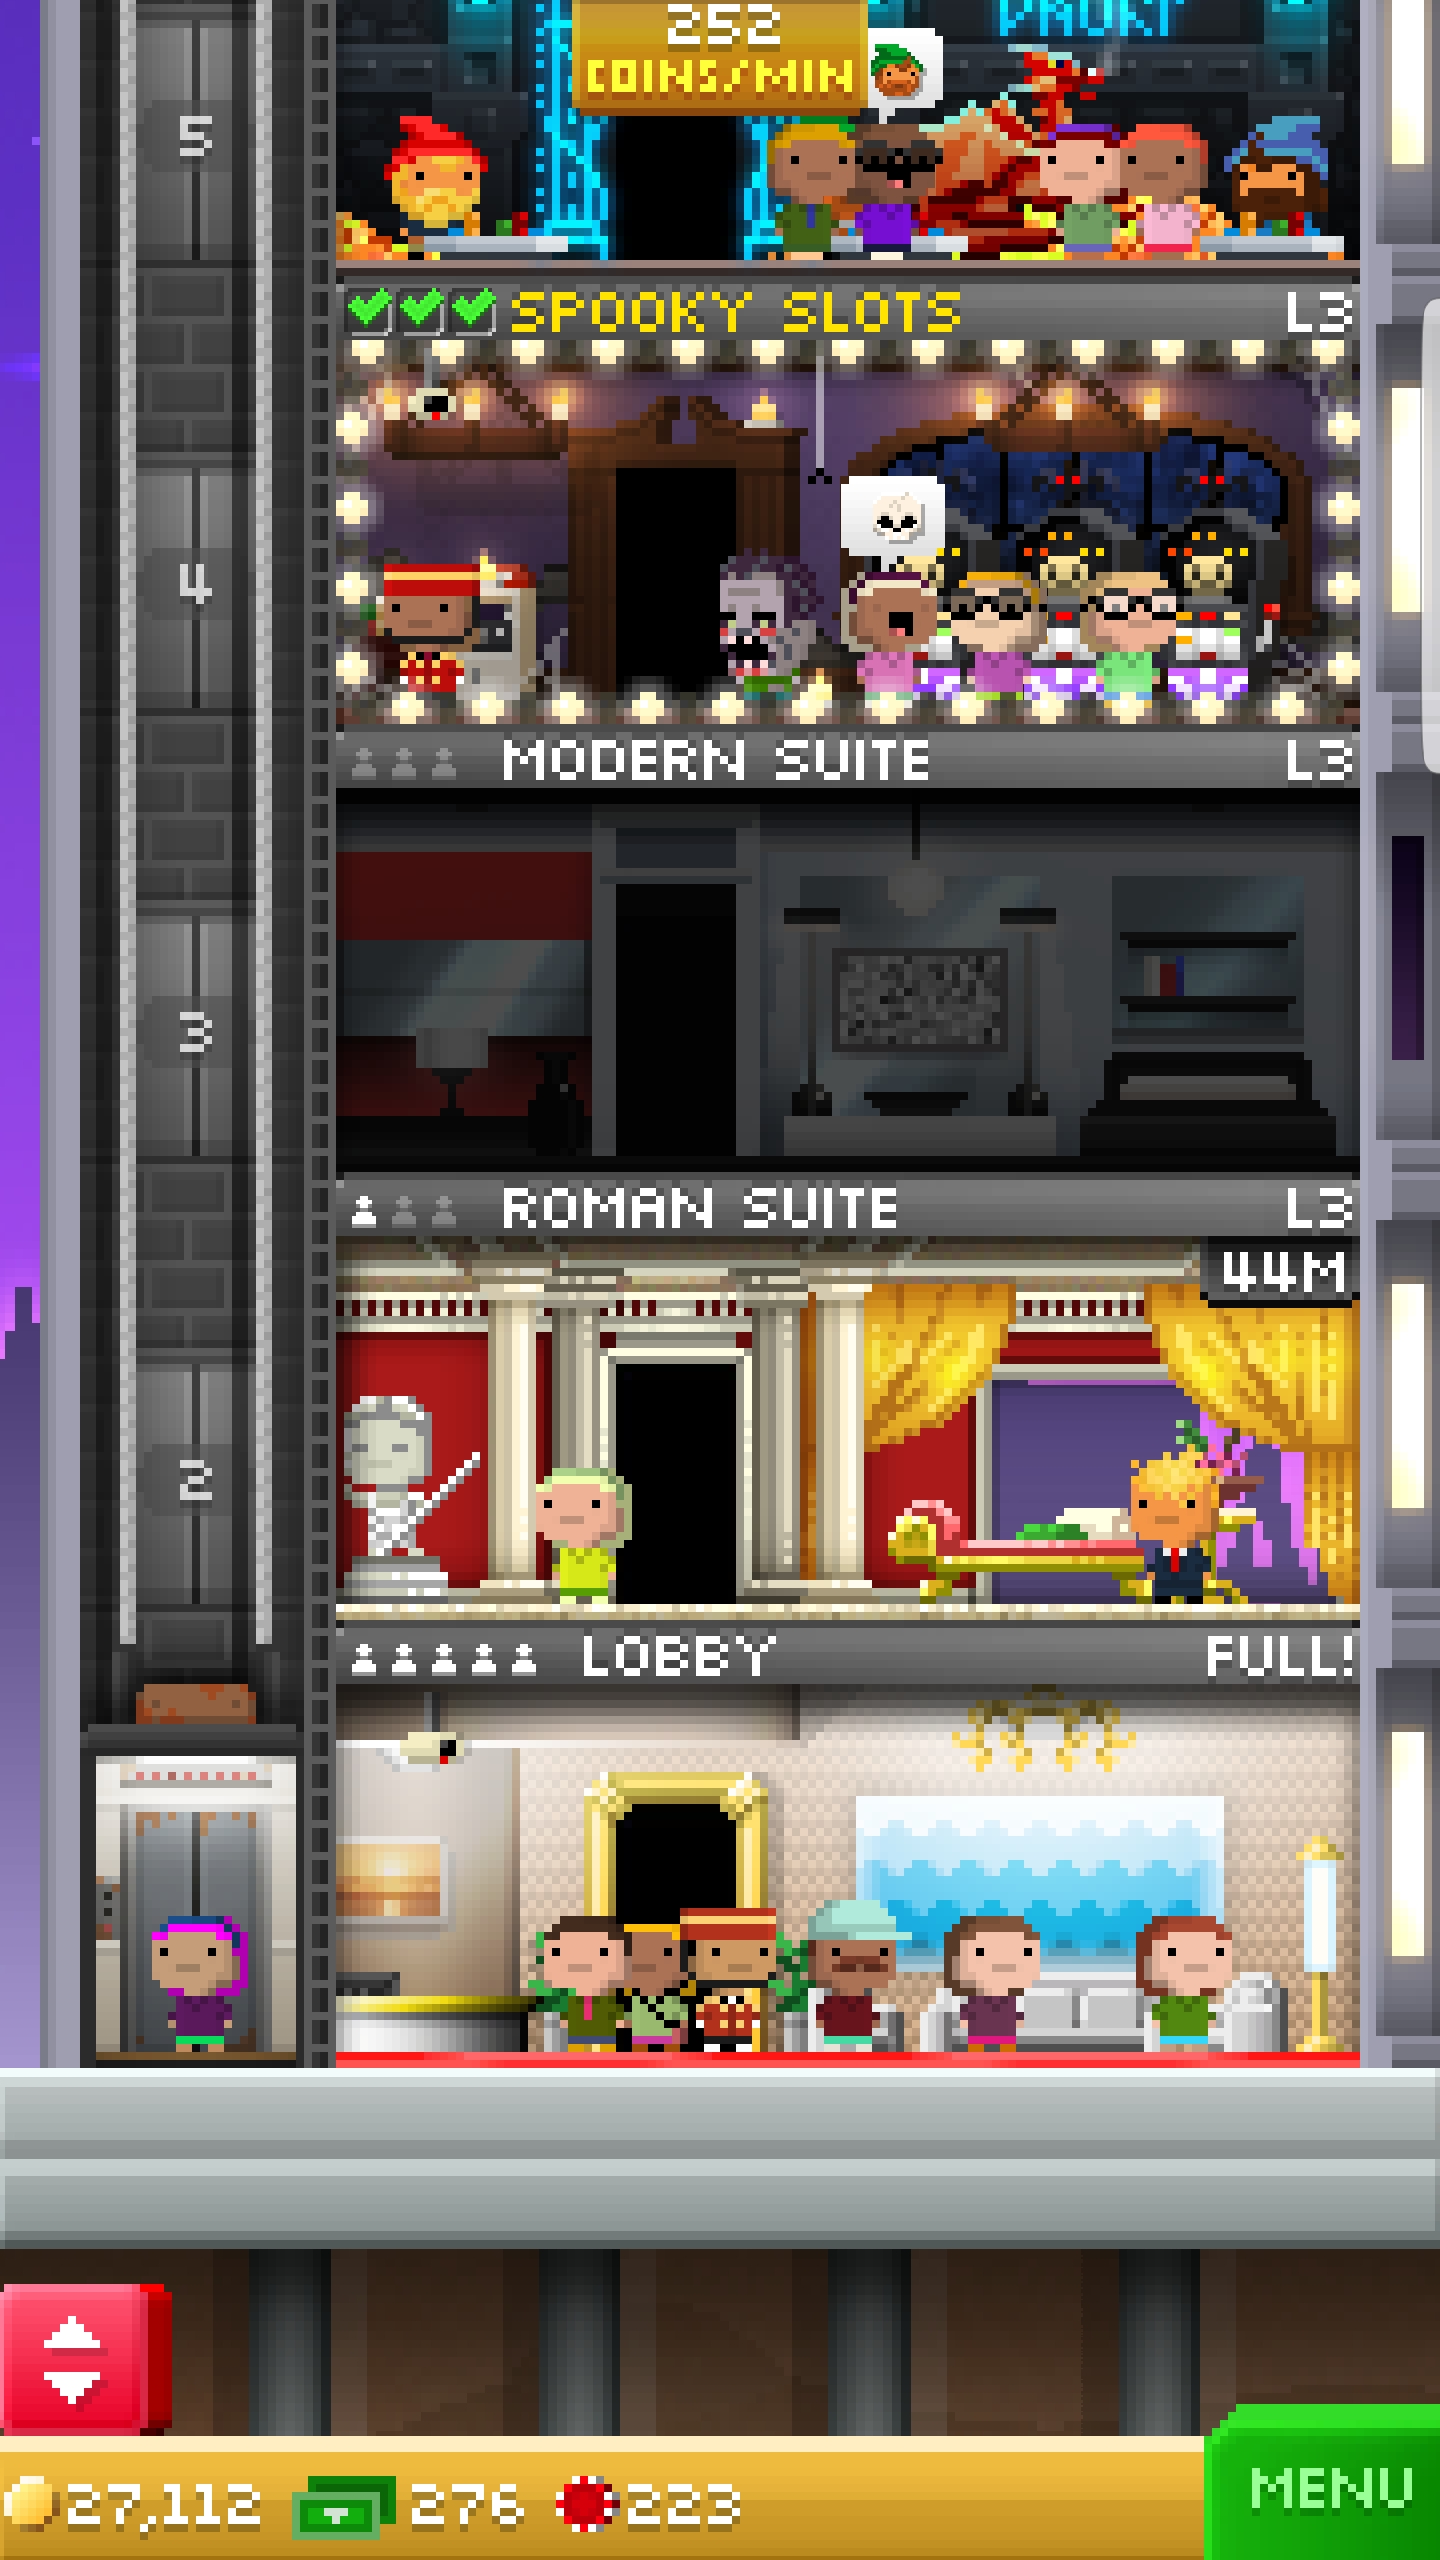 252
COINS/MIN
5
SPOOKY SLOTS L3
4
MODERN SUITE L3
3
ROMAN SUITE L3
44M
2
LOBBY FULL!
27,112 276 223
MENU